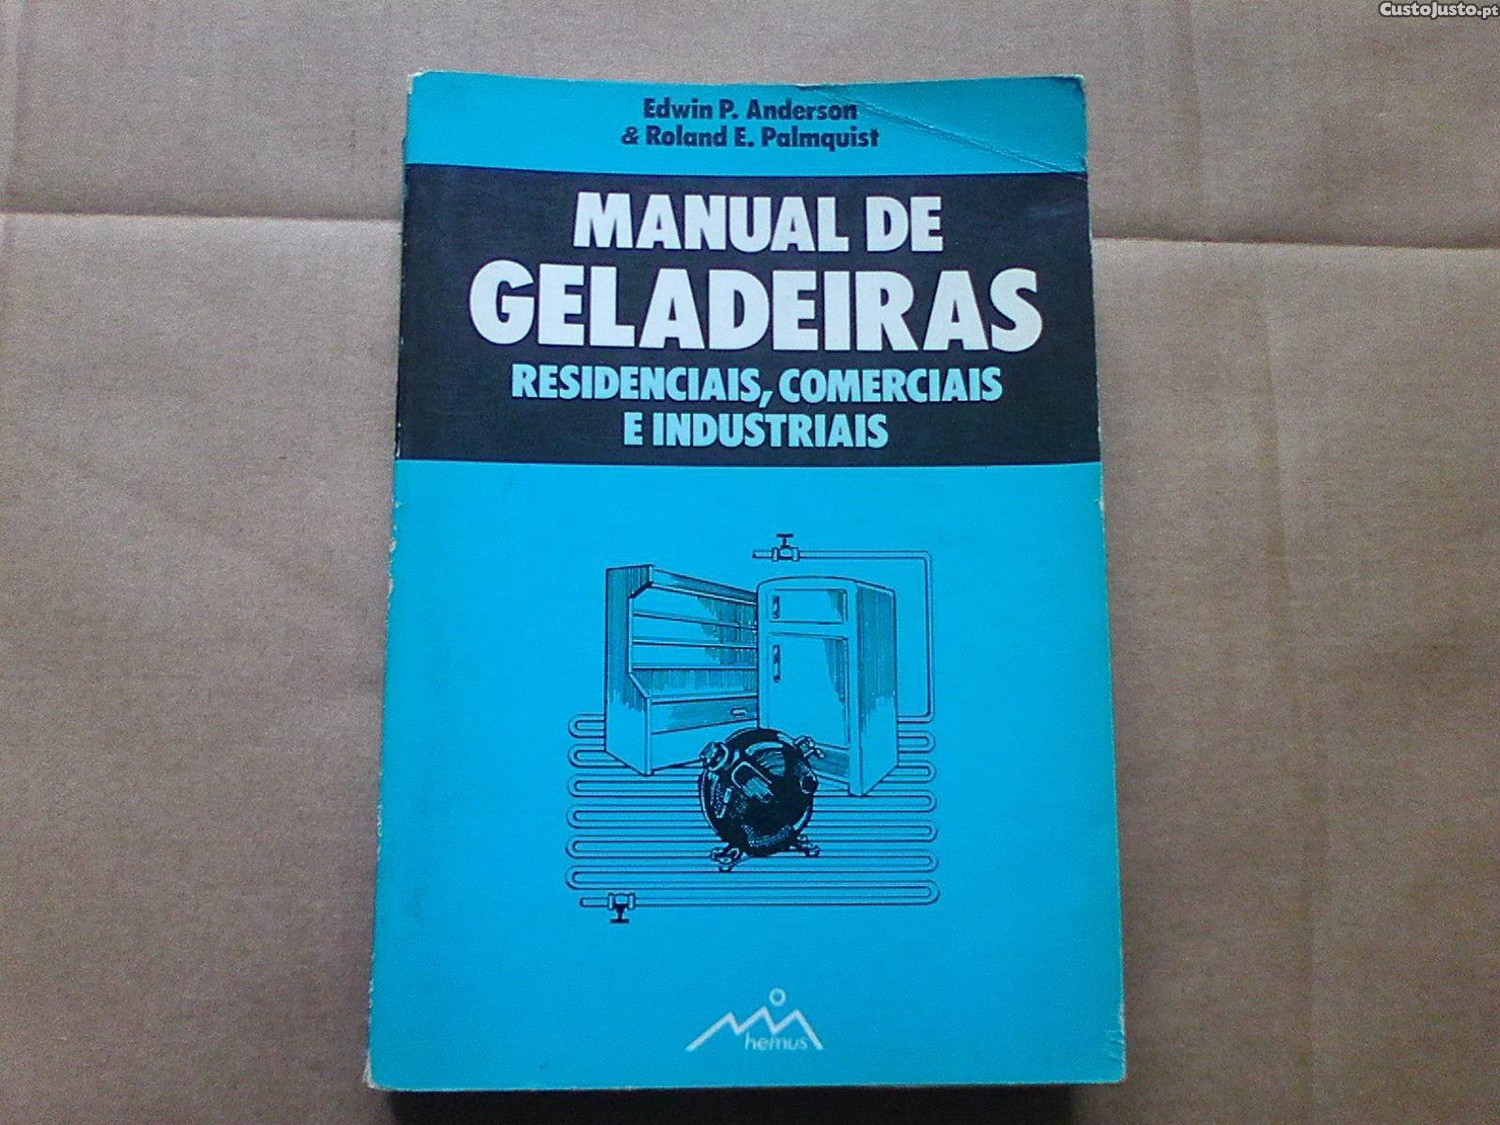 CustoJusto.pt
Edwin P. Anderson
& Roland E. Palmquist
MANUAL DE
GELADEIRAS
RESIDENCIAIS, COMERCIAIS
E INDUSTRIAIS
hemus